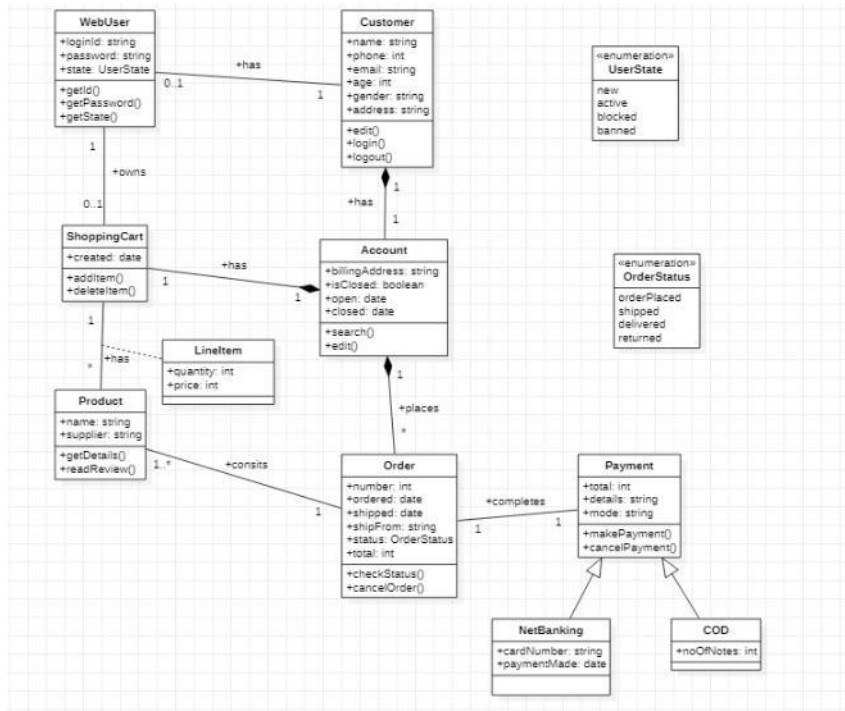 WebUser
+loginId: string
+password: string
+state: UserState
+getId()
+getPassword()
+getState()
+has
0..1
1
Customer
+name: string
+phone: int
+email: string
+age: int
+gender: string
+address: string
+edit()
+login()
+logout()
«enumeration»
UserState
new
active
blocked
banned
1
+owns
0..1
1
+has
1
ShoppingCart
+created: date
+addItem()
+deleteItem()
+has
1
1
Account
+billingAddress: string
+isClosed: boolean
+open: date
+closed: date
+search()
+edit()
«enumeration»
OrderStatus
orderPlaced
shipped
delivered
returned
1
+has
*
LineItem
+quantity: int
+price: int
1
+places
*
Product
+name: string
+supplier: string
+getDetails()
+readReview()
1..*
+consits
1
Order
+number: int
+ordered: date
+shipped: date
+shipFrom: string
+status: OrderStatus
+total: int
+checkStatus()
+cancelOrder()
+completes
1
1
Payment
+total: int
+details: string
+mode: string
+makePayment()
+cancelPayment()
NetBanking
+cardNumber: string
+paymentMade: date
COD
+noOfNotes: int